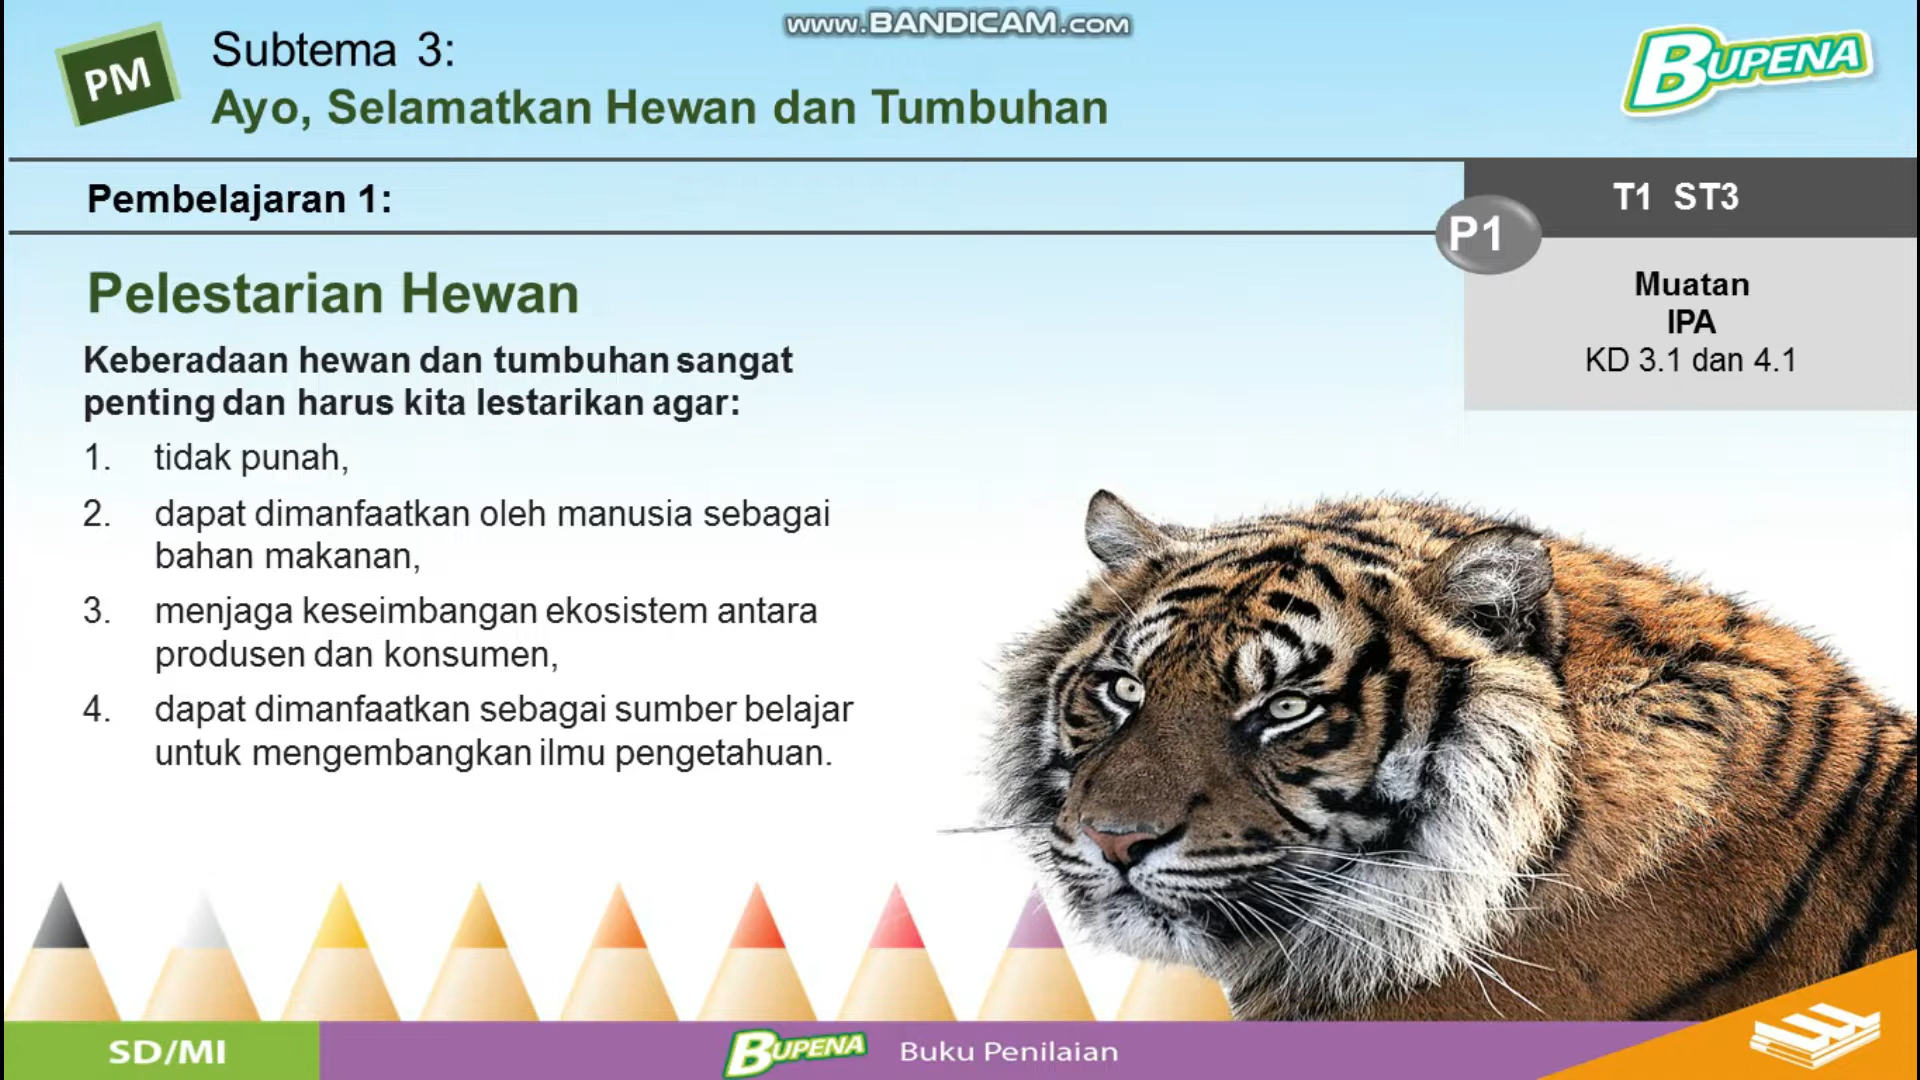 www.BANDICAM.com
PM
Subtema 3:
Ayo, Selamatkan Hewan dan Tumbuhan
BUPENA
Pembelajaran 1:
T1 ST3
P1
Muatan
IPA
KD 3.1 dan 4.1
Pelestarian Hewan
Keberadaan hewan dan tumbuhan sangat
penting dan harus kita lestarikan agar:
1. tidak punah,
2. dapat dimanfaatkan oleh manusia sebagai
bahan makanan,
3. menjaga keseimbangan ekosistem antara
produsen dan konsumen,
4. dapat dimanfaatkan sebagai sumber belajar
untuk mengembangkan ilmu pengetahuan.
SD/MI
BUPENA Buku Penilaian